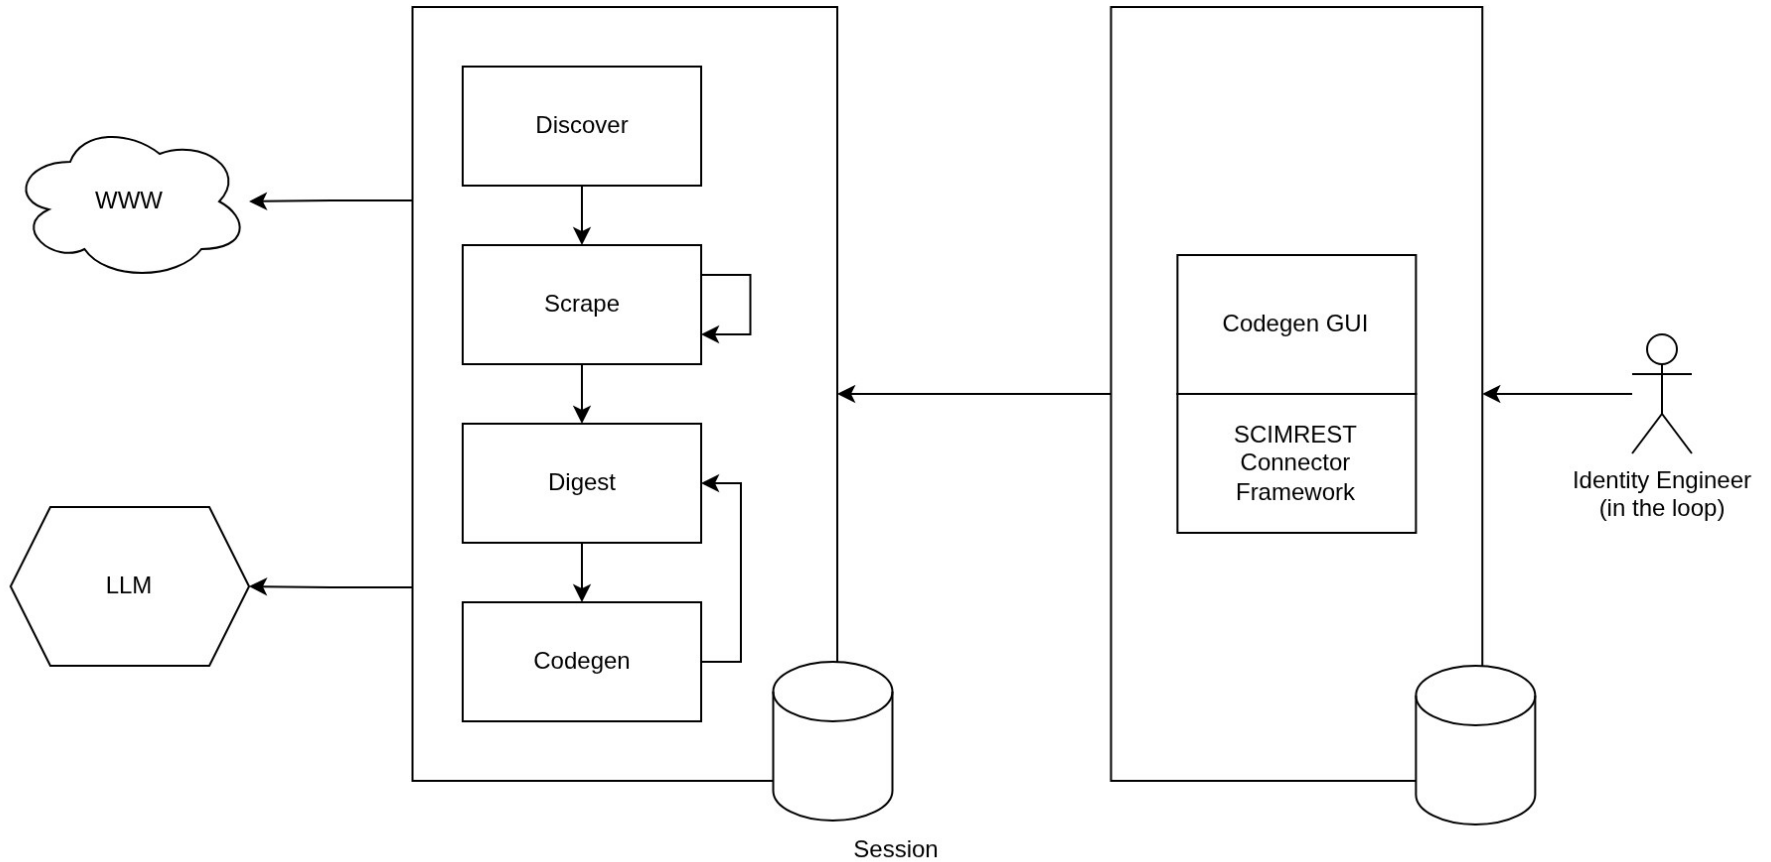 Discover
WWW
Scrape
Codegen GUI
SCIMREST
Connector
Framework
Digest
Identity Engineer
(in the loop)
LLM
Codegen
Session